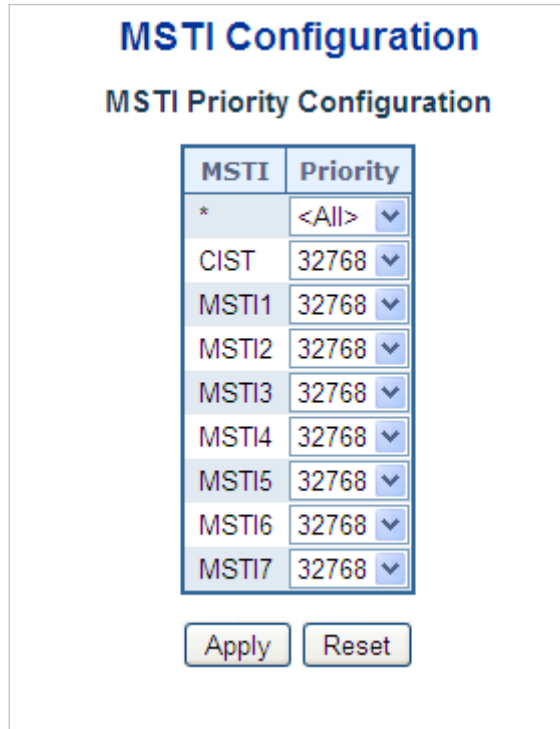 MSTI Configuration
MSTI Priority Configuration
MSTI Priority
* <All>
CIST 32768
MSTI1 32768
MSTI2 32768
MSTI3 32768
MSTI4 32768
MSTI5 32768
MSTI6 32768
MSTI7 32768
Apply Reset